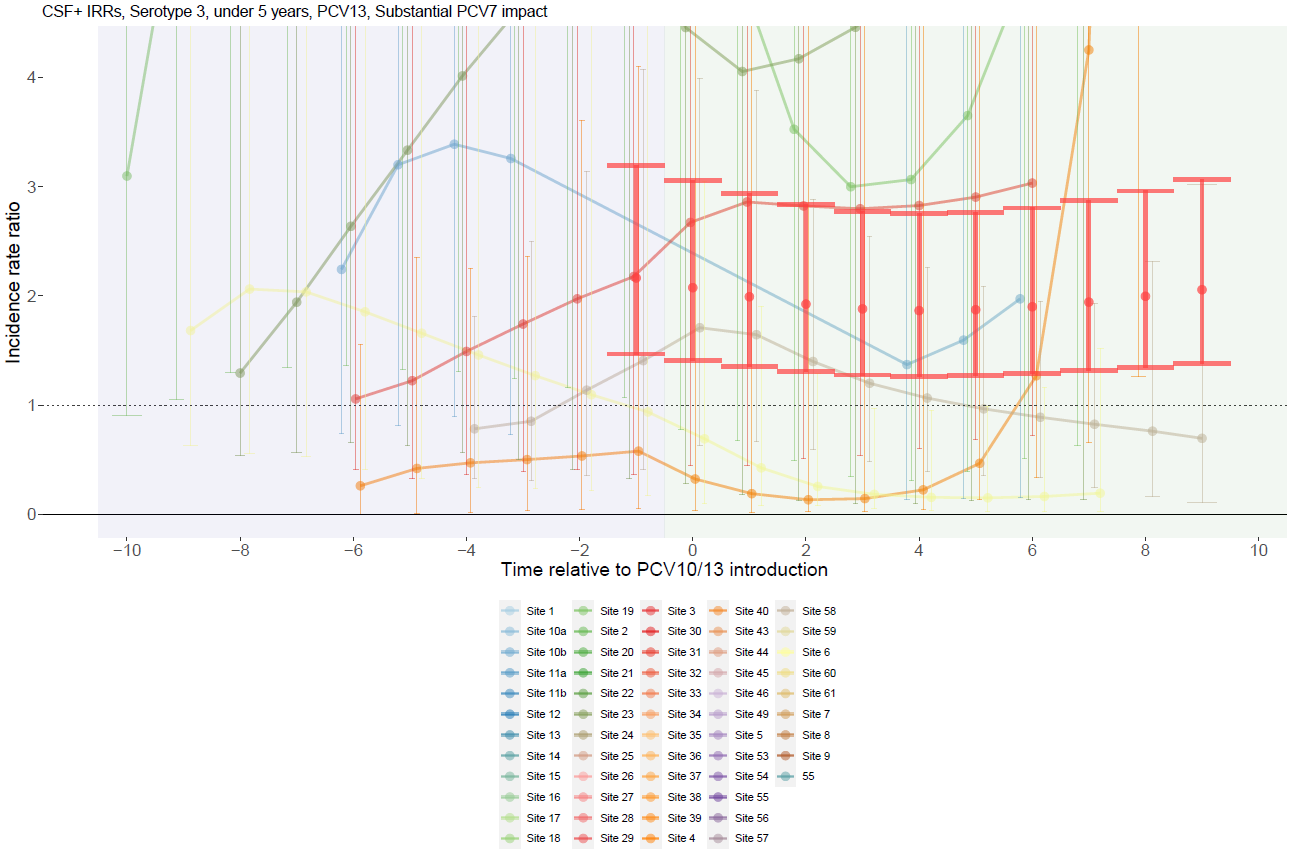 CSF+ IRRs, Serotype 3, under 5 years, PCV13, Substantial PCV7 impact
Incidence rate ratio
4
3
2
1
0
−10 −8 −6 −4 −2 0 2 4 6 8 10
Time relative to PCV10/13 introduction
Site 1 Site 19 Site 3 Site 40 Site 58
Site 10a Site 2 Site 30 Site 43 Site 59
Site 10b Site 20 Site 31 Site 44 Site 6
Site 11a Site 21 Site 32 Site 45 Site 60
Site 11b Site 22 Site 33 Site 46 Site 61
Site 12 Site 23 Site 34 Site 49 Site 7
Site 13 Site 24 Site 35 Site 5 Site 8
Site 14 Site 25 Site 36 Site 53 Site 9
Site 15 Site 26 Site 37 Site 54 55
Site 16 Site 27 Site 38 Site 55
Site 17 Site 28 Site 39 Site 56
Site 18 Site 29 Site 4 Site 57